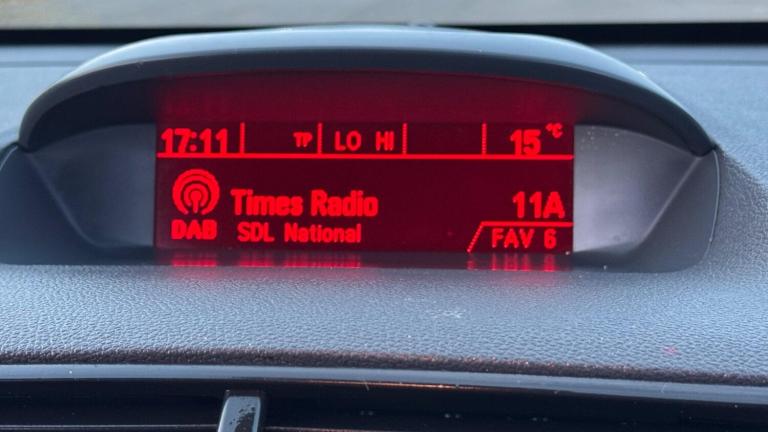 17:11 TP LO HI 15 °C
Times Radio 11A
DAB SDL National FAV 6